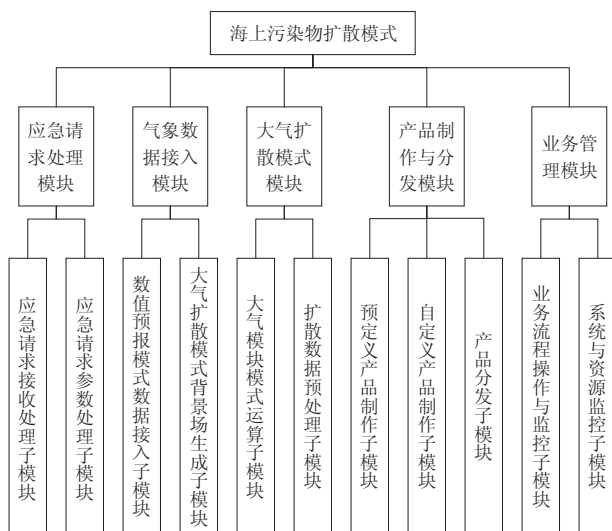 海上污染物扩散模式
应急请
求处理
模块
气象数
据接入
模块
大气扩
散模式
模块
产品制
作与分
发模块
业务管
理模块
应急请求接收处理子模块
应急请求参数处理子模块
数值预报模式数据接入子模块
大气扩散模式背景场生成子模块
大气模块模式运算子模块
扩散数据预处理子模块
预定义产品制作子模块
自定义产品制作子模块
产品分发子模块
业务流程操作与监控子模块
系统与资源监控子模块